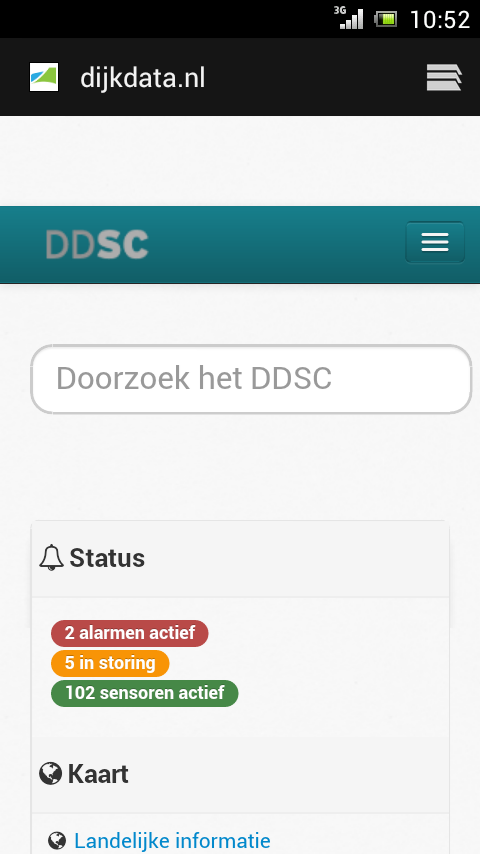 3G 10:52
dijkdata.nl
DDSC
Doorzoek het DDSC
Status
2 alarmen actief
5 in storing
102 sensoren actief
Kaart
Landelijke informatie